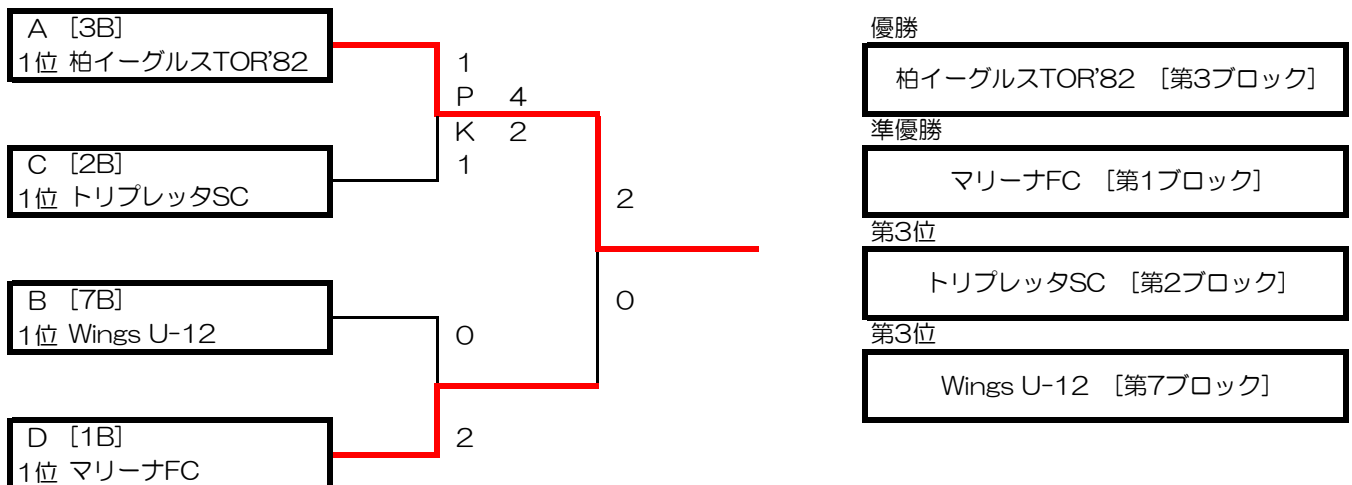 A [3B]
1位 柏イーグルスTOR'82
1
P 4
K 2
1
C [2B]
1位 トリプレッタSC
2
0
B [7B]
1位 Wings U-12
0
2
D [1B]
1位 マリーナFC
優勝
柏イーグルスTOR'82 [第3ブロック]
準優勝
マリーナFC [第1ブロック]
第3位
トリプレッタSC [第2ブロック]
第3位
Wings U-12 [第7ブロック]